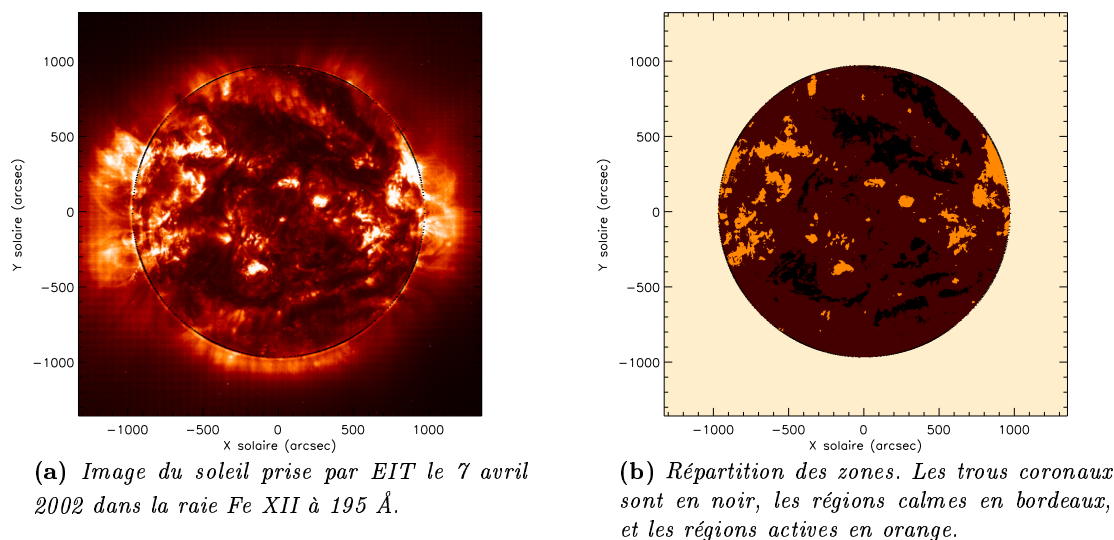 1000
500
0
−500
−1000
Y solaire (arcsec)
−1000 −500 0 500 1000
X solaire (arcsec)
(a) Image du soleil prise par EIT le 7 avril
2002 dans la raie Fe XII à 195 Å.
1000
500
0
−500
−1000
Y solaire (arcsec)
−1000 −500 0 500 1000
X solaire (arcsec)
(b) Répartition des zones. Les trous coronaux
sont en noir, les régions calmes en bordeaux,
et les régions actives en orange.